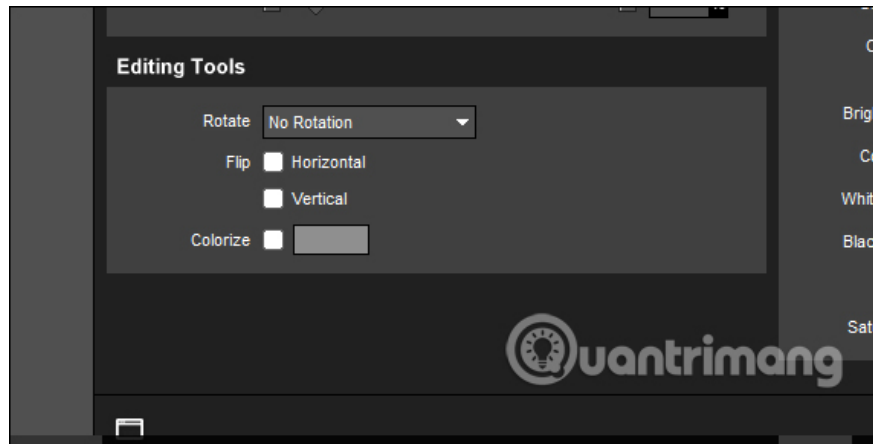 Editing Tools
Rotate No Rotation
Flip Horizontal
Vertical
Colorize
Quantrimang